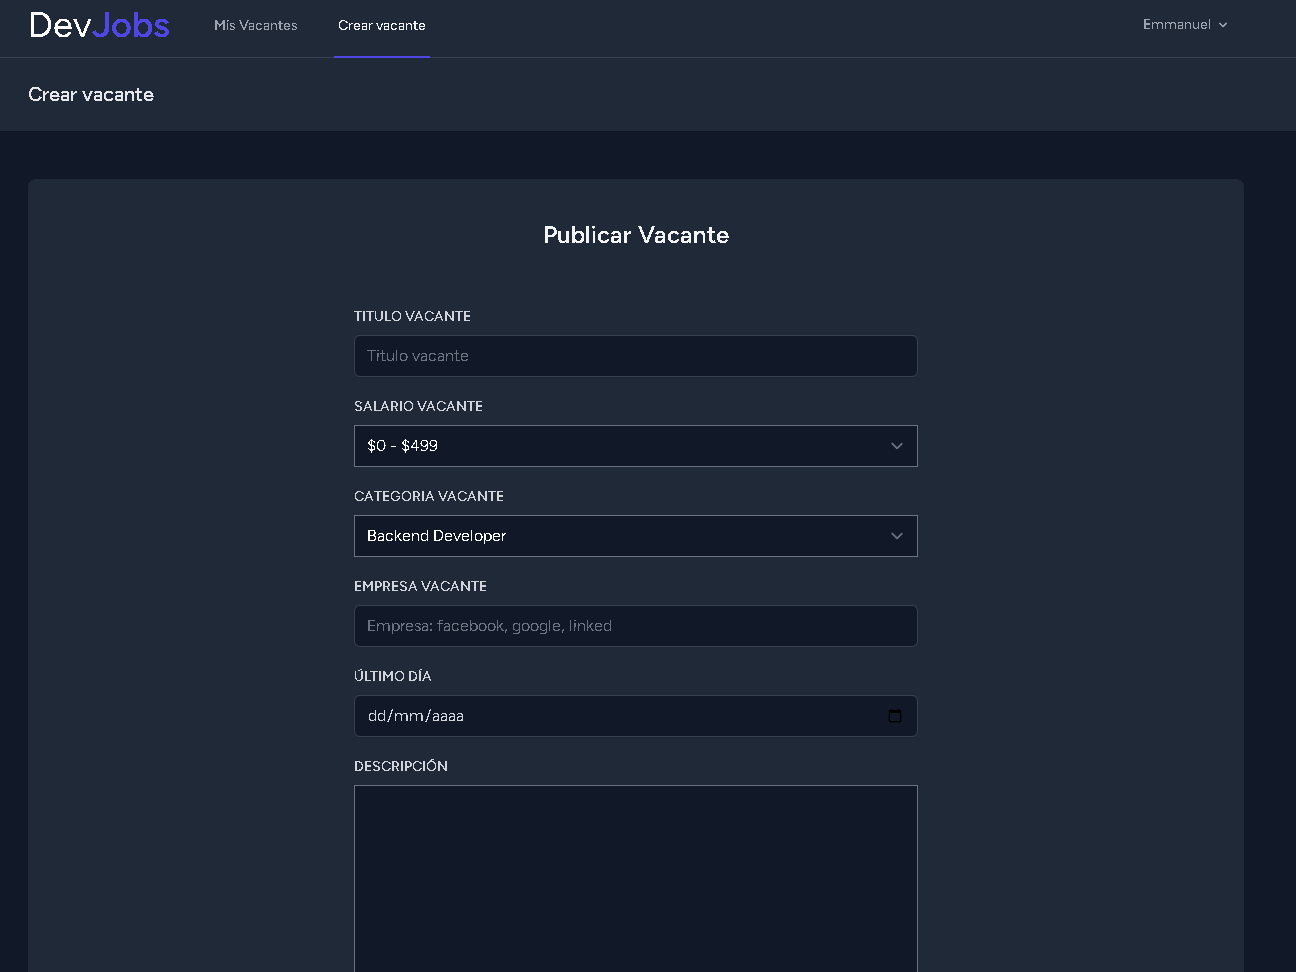 DevJobs Mis Vacantes Crear vacante Emmanuel
Crear vacante
Publicar Vacante
TITULO VACANTE
Titulo vacante
SALARIO VACANTE
$0 - $499
CATEGORIA VACANTE
Backend Developer
EMPRESA VACANTE
Empresa: facebook, google, linked
ÚLTIMO DÍA
dd/mm/aaaa
DESCRIPCIÓN